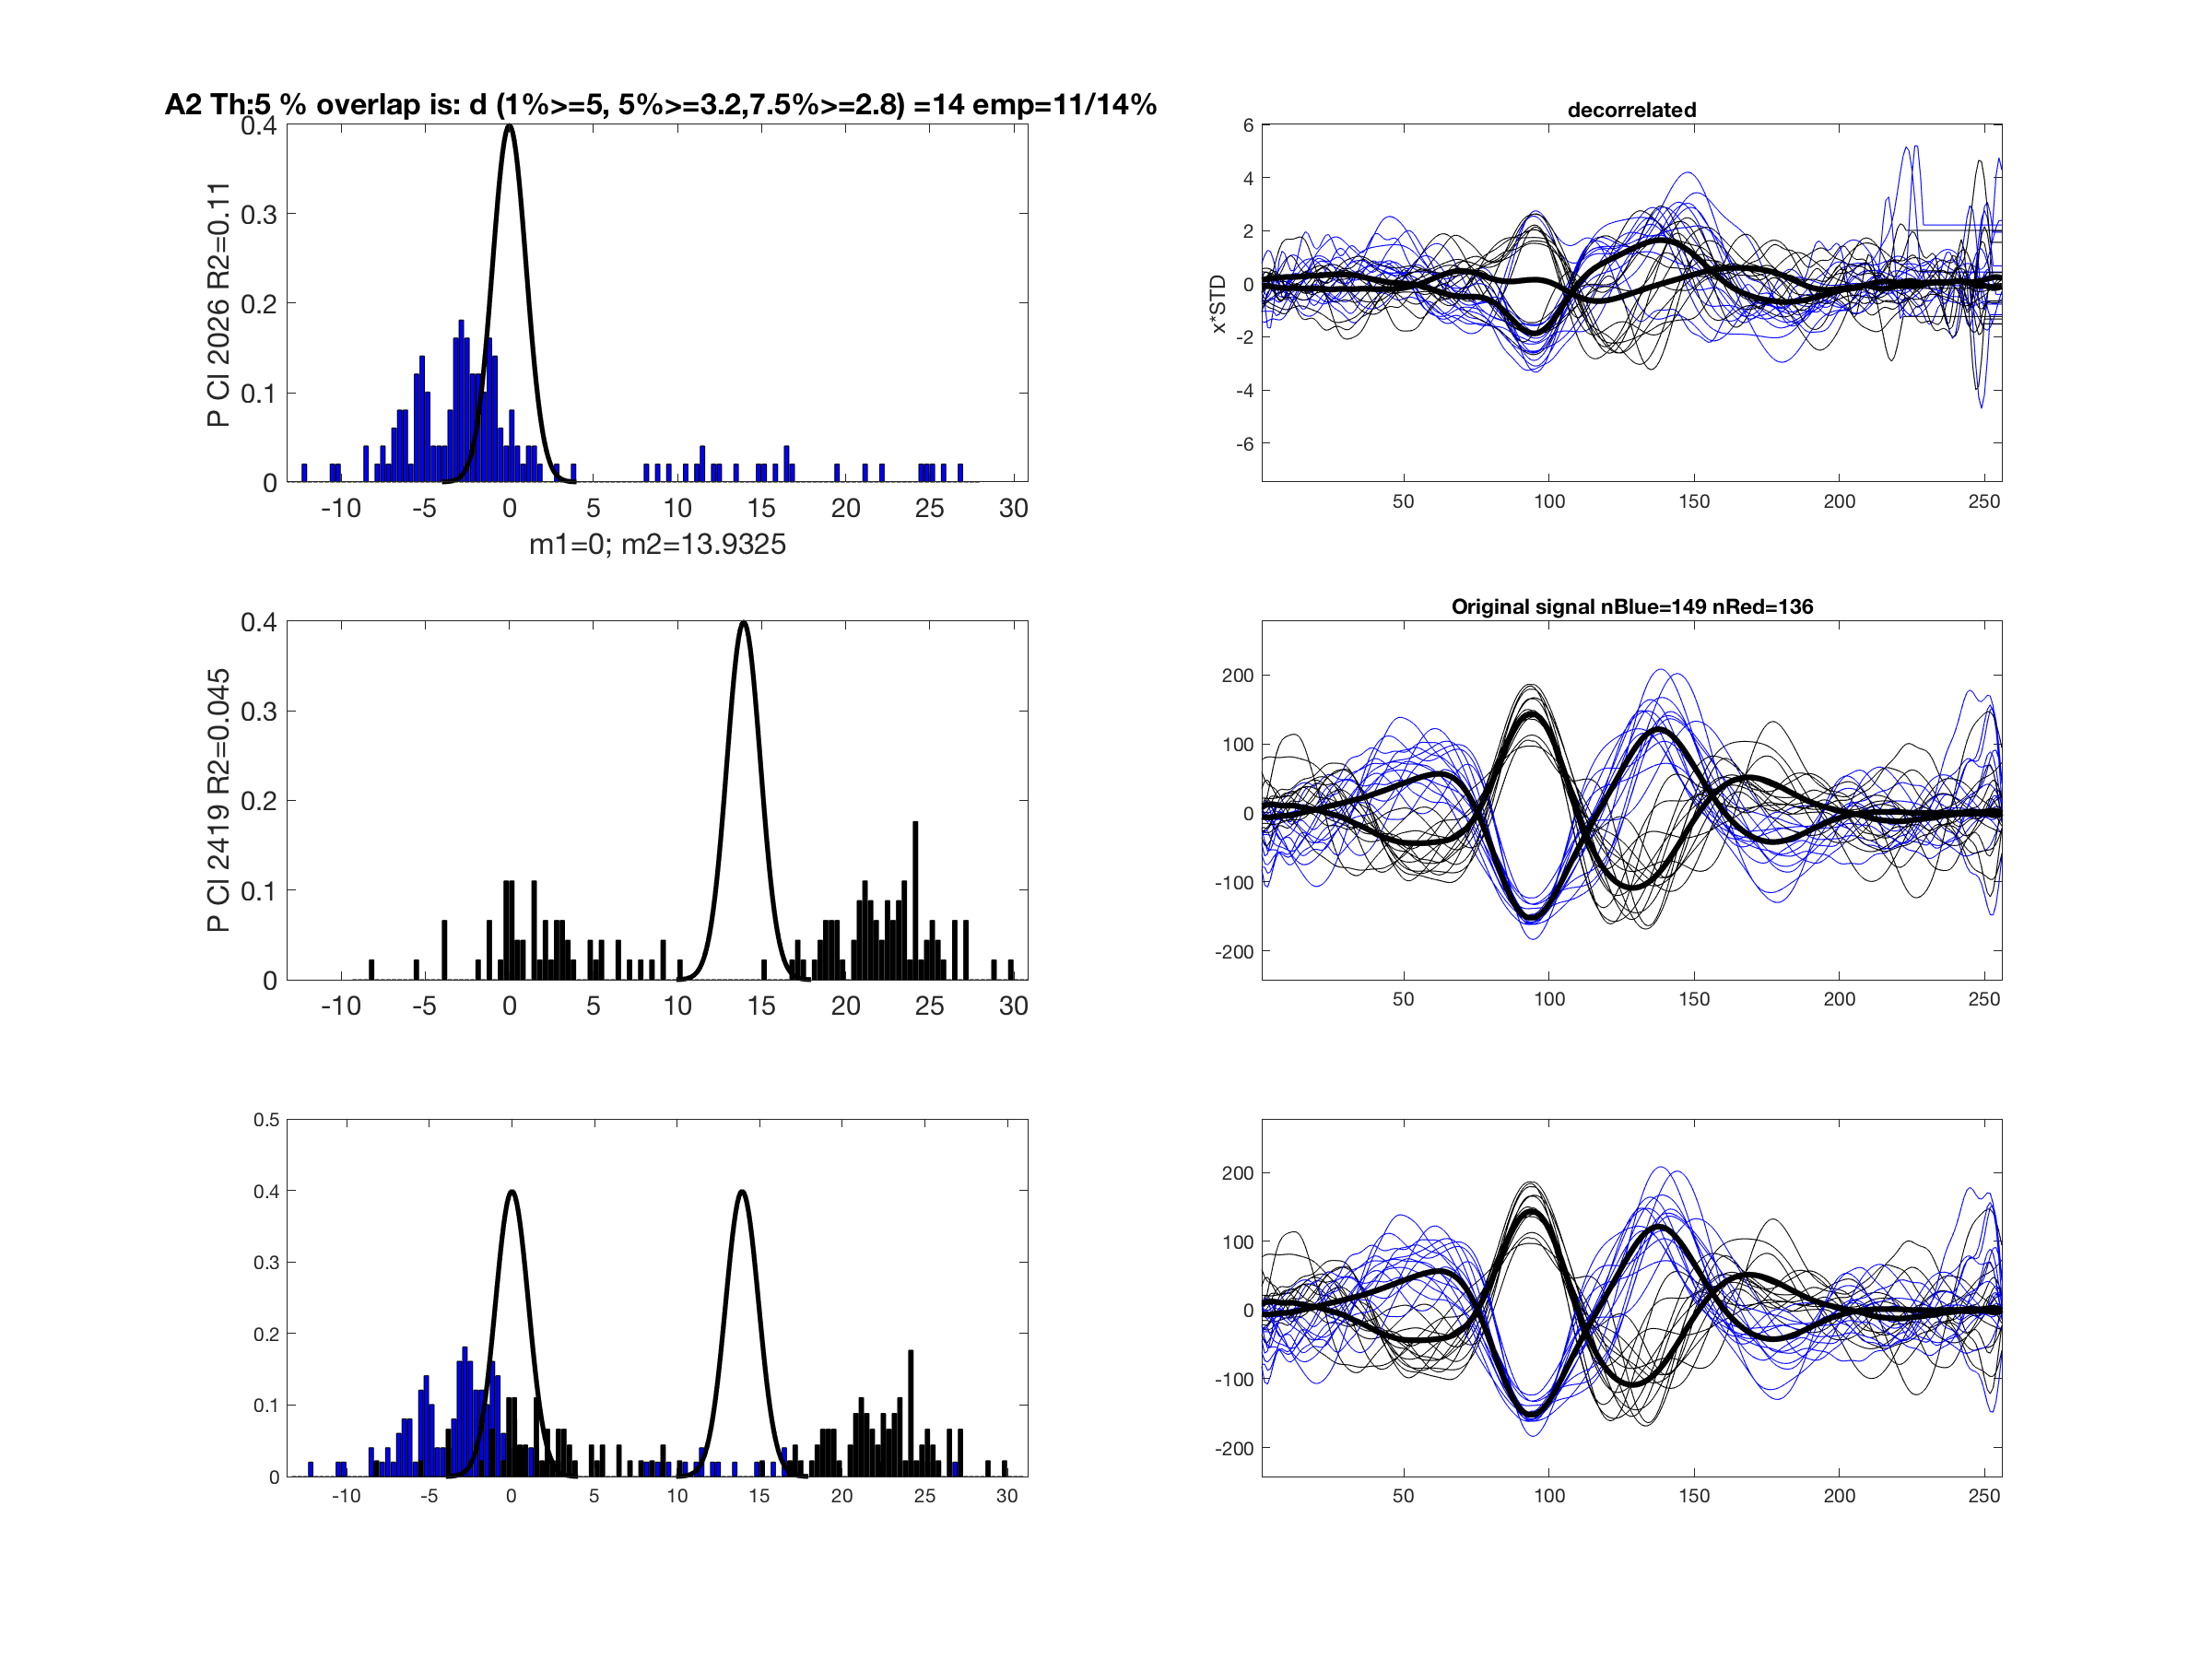 A2 Th:5 % overlap is: d (1%>=5, 5%>=3.2,7.5%>=2.8) =14 emp=11/14%
P Cl 2026 R2=0.11
0.4
0.3
0.2
0.1
0
-10 -5 0 5 10 15 20 25 30
m1=0; m2=13.9325
decorrelated
x*STD
6
4
2
0
-2
-4
-6
50 100 150 200 250
P Cl 2419 R2=0.045
0.4
0.3
0.2
0.1
0
-10 -5 0 5 10 15 20 25 30
Original signal nBlue=149 nRed=136
200
100
0
-100
-200
50 100 150 200 250
0.5
0.4
0.3
0.2
0.1
0
-10 -5 0 5 10 15 20 25 30
200
100
0
-100
-200
50 100 150 200 250